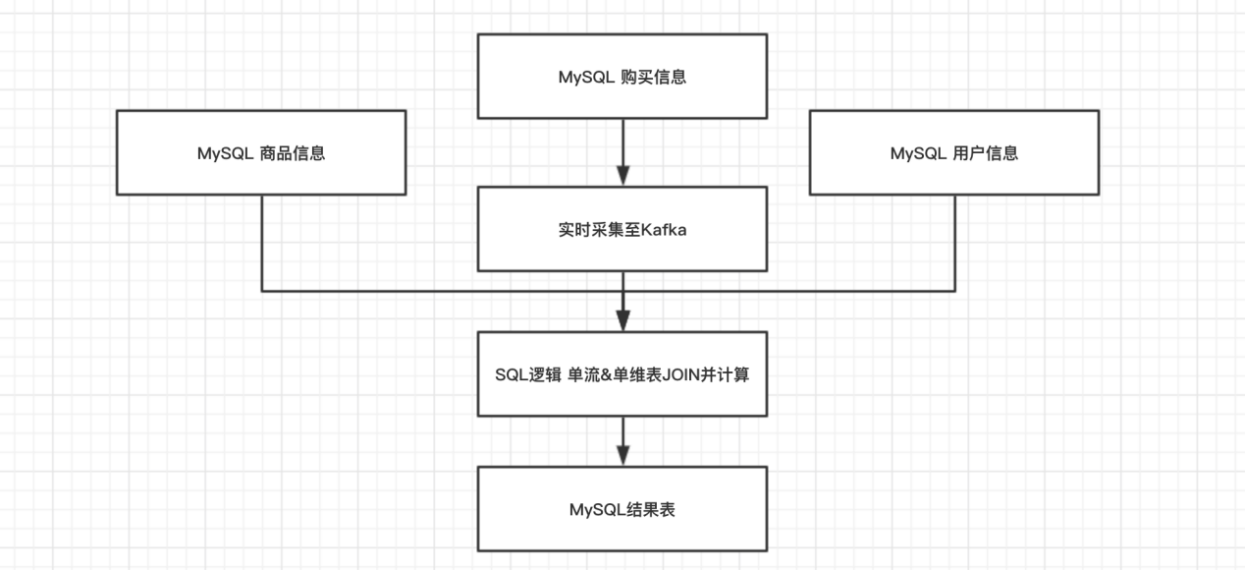 MySQL 购买信息
MySQL 商品信息
MySQL 用户信息
实时采集至Kafka
SQL逻辑 单流&单维表JOIN并计算
MySQL结果表